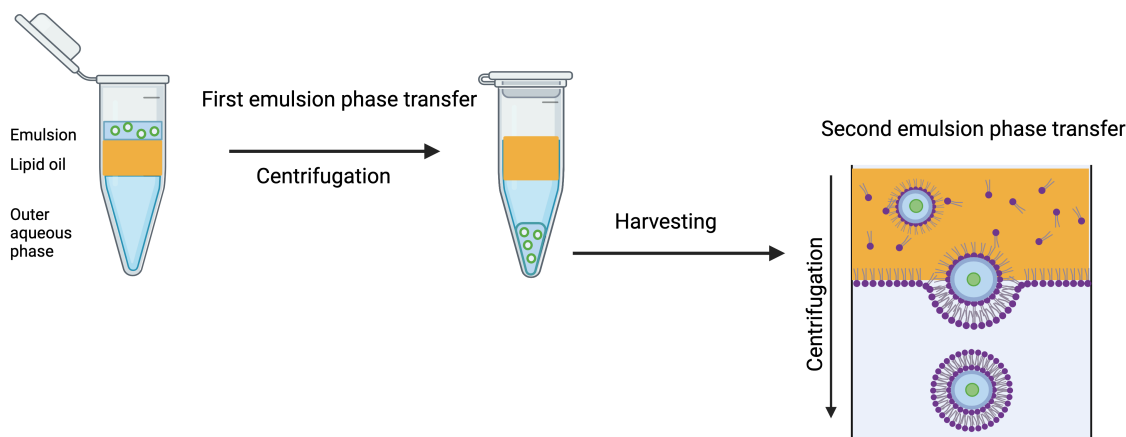 First emulsion phase transfer
Centrifugation
Emulsion
Lipid oil
Outer
aqueous
phase
Harvesting
Second emulsion phase transfer
Centrifugation